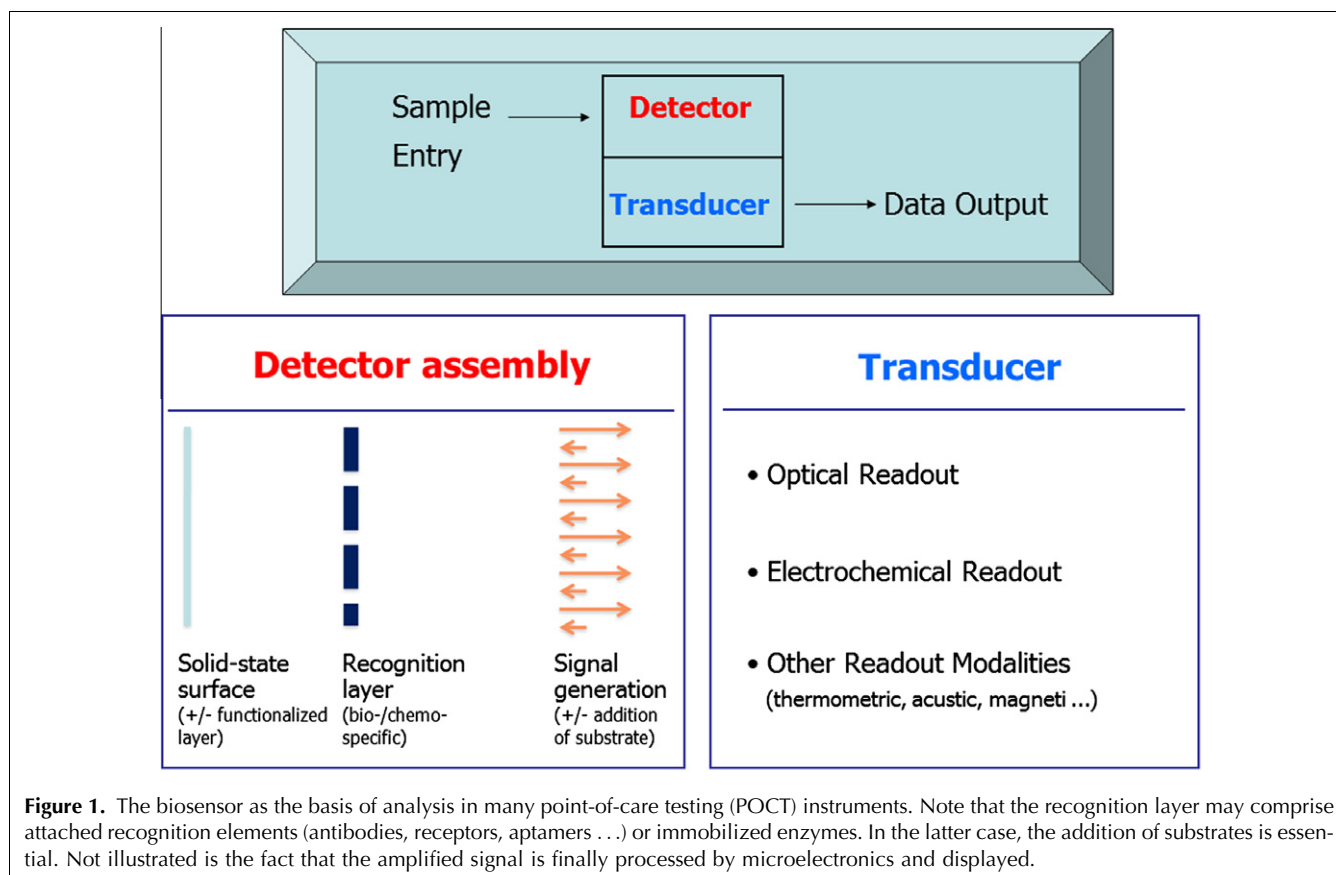 Sample
Entry
Detector
Transducer
Data Output
Detector assembly
Solid-state
surface
(+/- functionalized
layer)
Recognition
layer
(bio-/chemo-
specific)
Signal
generation
(+/- addition
of substrate)
Transducer
• Optical Readout
• Electrochemical Readout
• Other Readout Modalities
(thermometric, acustic, magneti ...)
Figure 1. The biosensor as the basis of analysis in many point-of-care testing (POCT) instruments. Note that the recognition layer may comprise
attached recognition elements (antibodies, receptors, aptamers . . .) or immobilized enzymes. In the latter case, the addition of substrates is essen-
tial. Not illustrated is the fact that the amplified signal is finally processed by microelectronics and displayed.